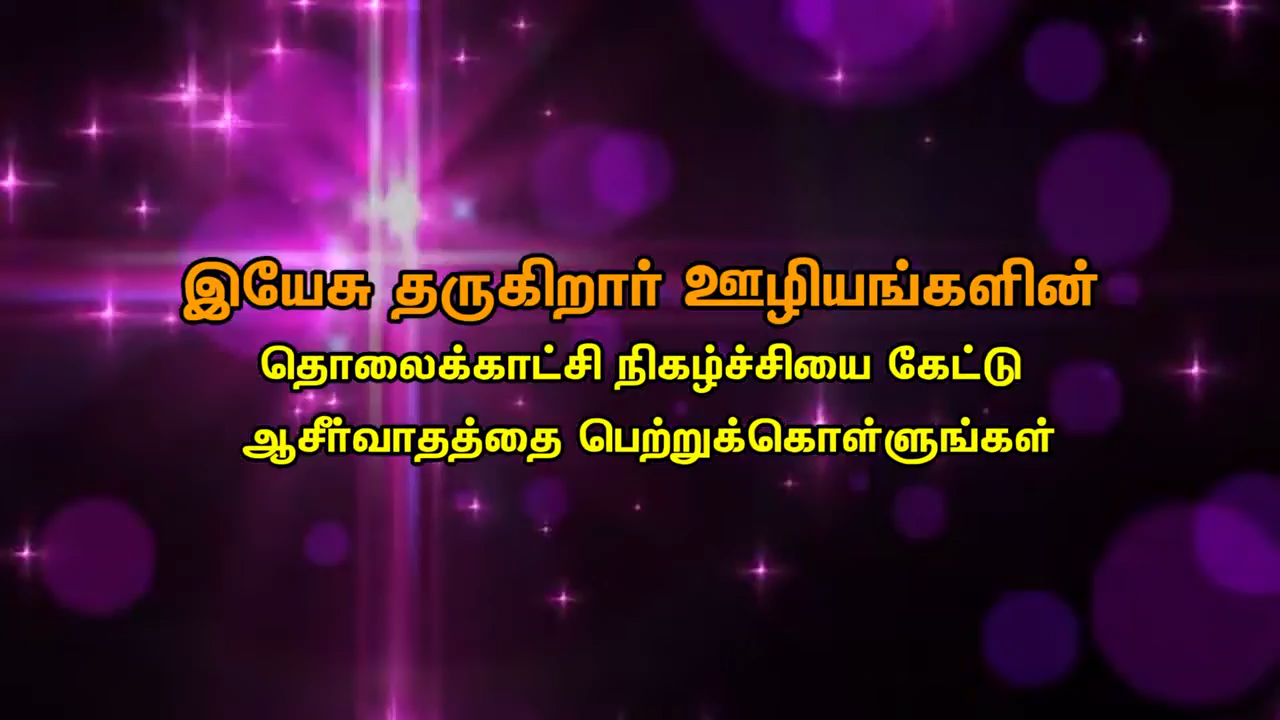 இயேசு தருகிறார் ஊழியங்களின்
தொலைக்காட்சி நிகழ்ச்சியை கேட்டு
ஆசீர்வாதத்தை பெற்றுக்கொள்ளுங்கள்